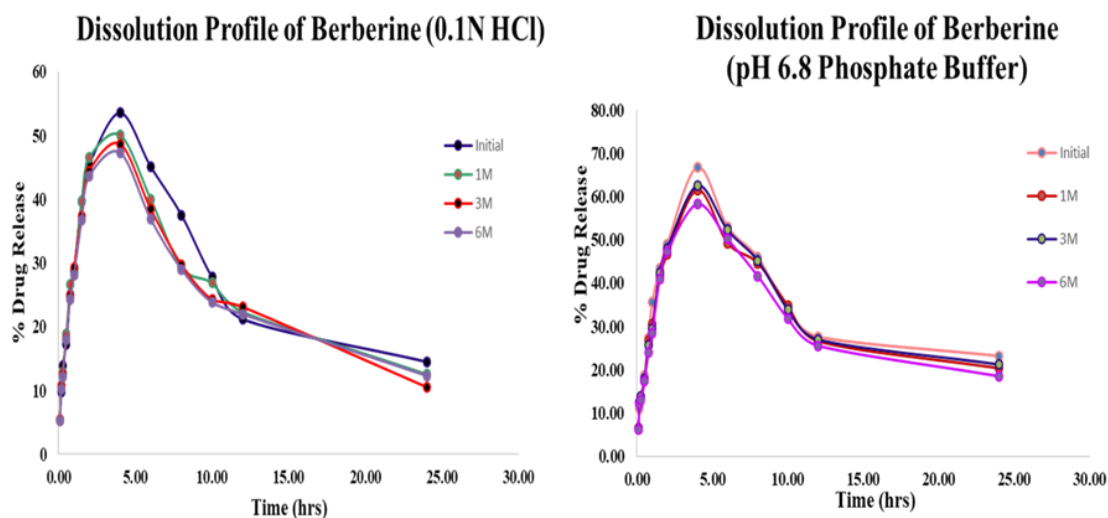 Dissolution Profile of Berberine (0.1N HCl)
% Drug Release
60
50
40
30
20
10
0
0.00 5.00 10.00 15.00 20.00 25.00 30.00
Time (hrs)
Initial
1M
3M
6M
Dissolution Profile of Berberine
(pH 6.8 Phosphate Buffer)
% Drug Release
80.00
70.00
60.00
50.00
40.00
30.00
20.00
10.00
0.00
0.00 5.00 10.00 15.00 20.00 25.00 30.00
Time (hrs)
Initial
1M
3M
6M